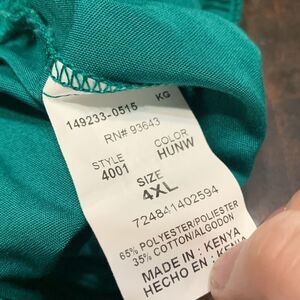 149233-0515 KG
RN# 93643
STYLE COLOR
4001 HUNW
SIZE
4XL
724841402594
65% POLYESTER/POLIESTER
35% COTTON/ALGODON
MADE IN : KENYA
HECHO EN : KENYA